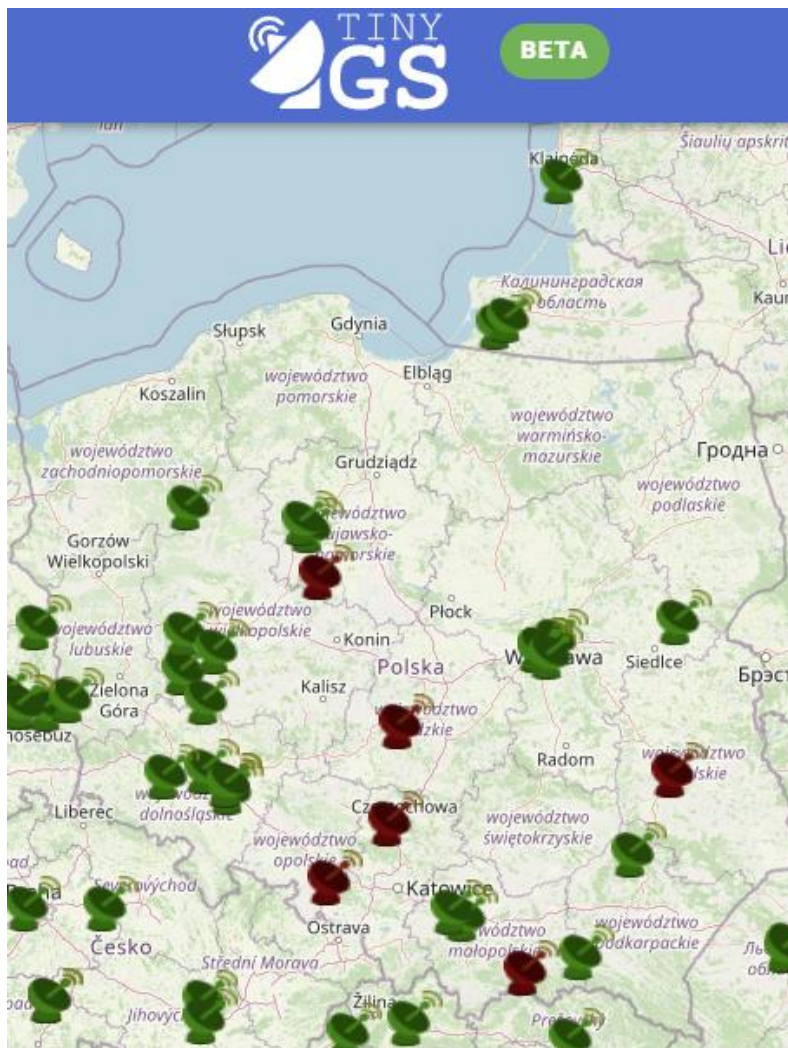 TINY
GS
BETA
Klaipėda
Šiaulių apskrit
Калининградская
область
Słupsk
Gdynia
Koszalin
województwo
pomorskie
Elbląg
województwo
warmińsko-
mazurskie
województwo
zachodniopomorskie
Grudziądz
Гродна
województwo
podlaskie
Gorzów
Wielkopolski
województwo
lubuskie
Płock
Konin
Polska
Siedlce
Zielona
Góra
Kalisz
Radom
Liberec
dolnośląskie
województwo
opolskie
województwo
świętokrzyskie
Katowice
Severovýchod
Ostrava
Česko
Střední Morava
małopolskie
województwo
Žilina